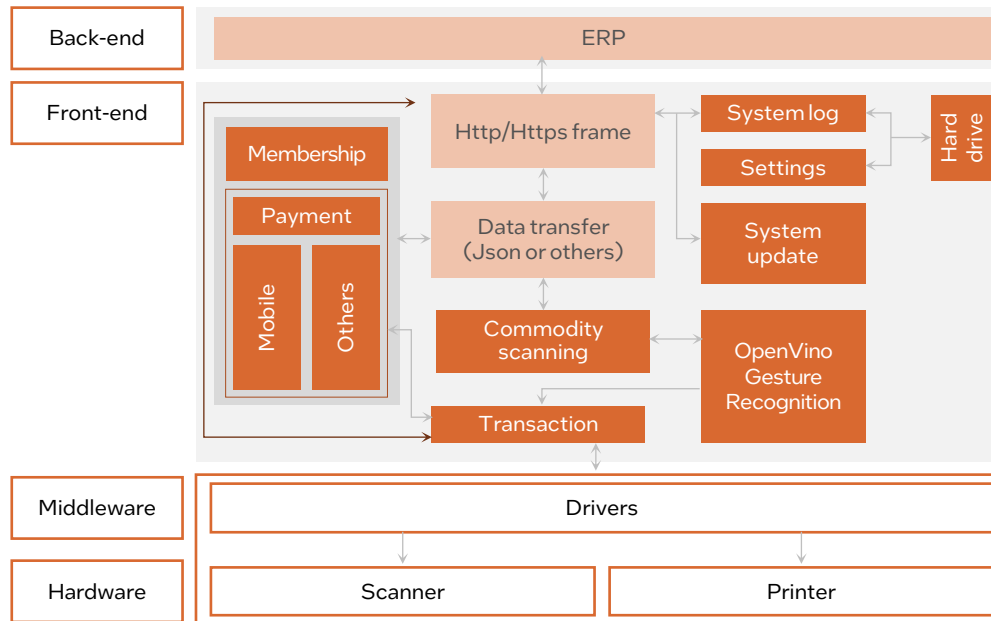 Back-end
ERP
Front-end
Http/Https frame
System log
Hard
drive
Membership
Settings
Payment
Data transfer
(Json or others)
System
update
Mobile
Others
Commodity
scanning
OpenVino
Gesture
Recognition
Transaction
Middleware
Drivers
Hardware
Scanner
Printer